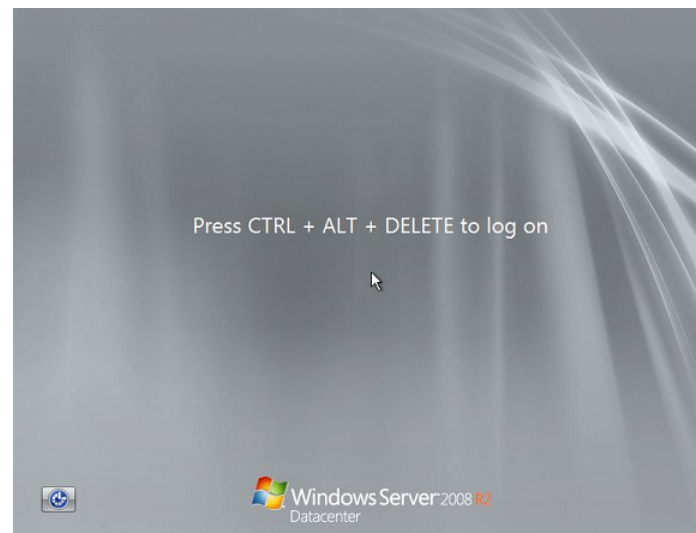 Press CTRL + ALT + DELETE to log on
Windows Server 2008 R2
Datacenter